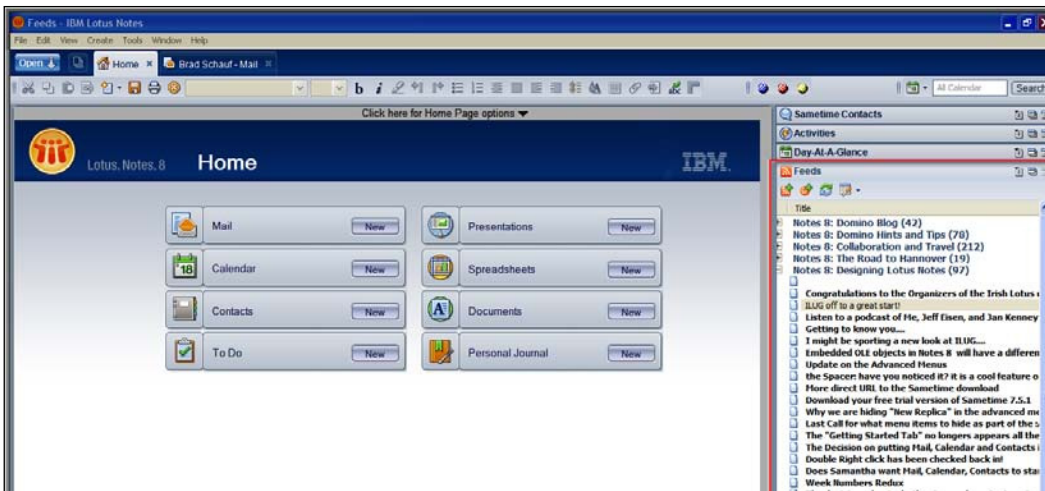 Feeds - IBM Lotus Notes
File Edit View Create Tools Window Help
Open Home Brad Schauf - Mail
b i All Calendar Search
Click here for Home Page options
Lotus. Notes. 8 Home IBM.
Mail New
Calendar New
18
Contacts New
To Do New
Presentations New
Spreadsheets New
Documents New
A
Personal Journal New
Sametime Contacts
Activities
Day-At-A-Glance
Feeds
Title
Notes 8: Domino Blog (42)
Notes 8: Domino Hints and Tips (78)
Notes 8: Collaboration and Travel (212)
Notes 8: The Road to Hannover (19)
Notes 8: Designing Lotus Notes (97)
Congratulations to the Organizers of the Irish Lotus
ILUG off to a great start!
Listen to a podcast of Me, Jeff Eisen, and Jan Kenney
Getting to know you....
I might be sporting a new look at ILUG....
Embedded OLE objects in Notes 8 will have a differen
Update on the Advanced Menus
the Spacer: have you noticed it? it is a cool feature o
More direct URL to the Sametime download
Download your free trial version of Sametime 7.5.1
Why we are hiding "New Replica" in the advanced me
Last Call for what menu items to hide as part of the
The "Getting Started Tab" no longers appears all the
The Decision on putting Mail, Calendar and Contacts i
Double Right click has been checked back in!
Does Samantha want Mail, Calendar, Contacts to sta
Week Numbers Redux